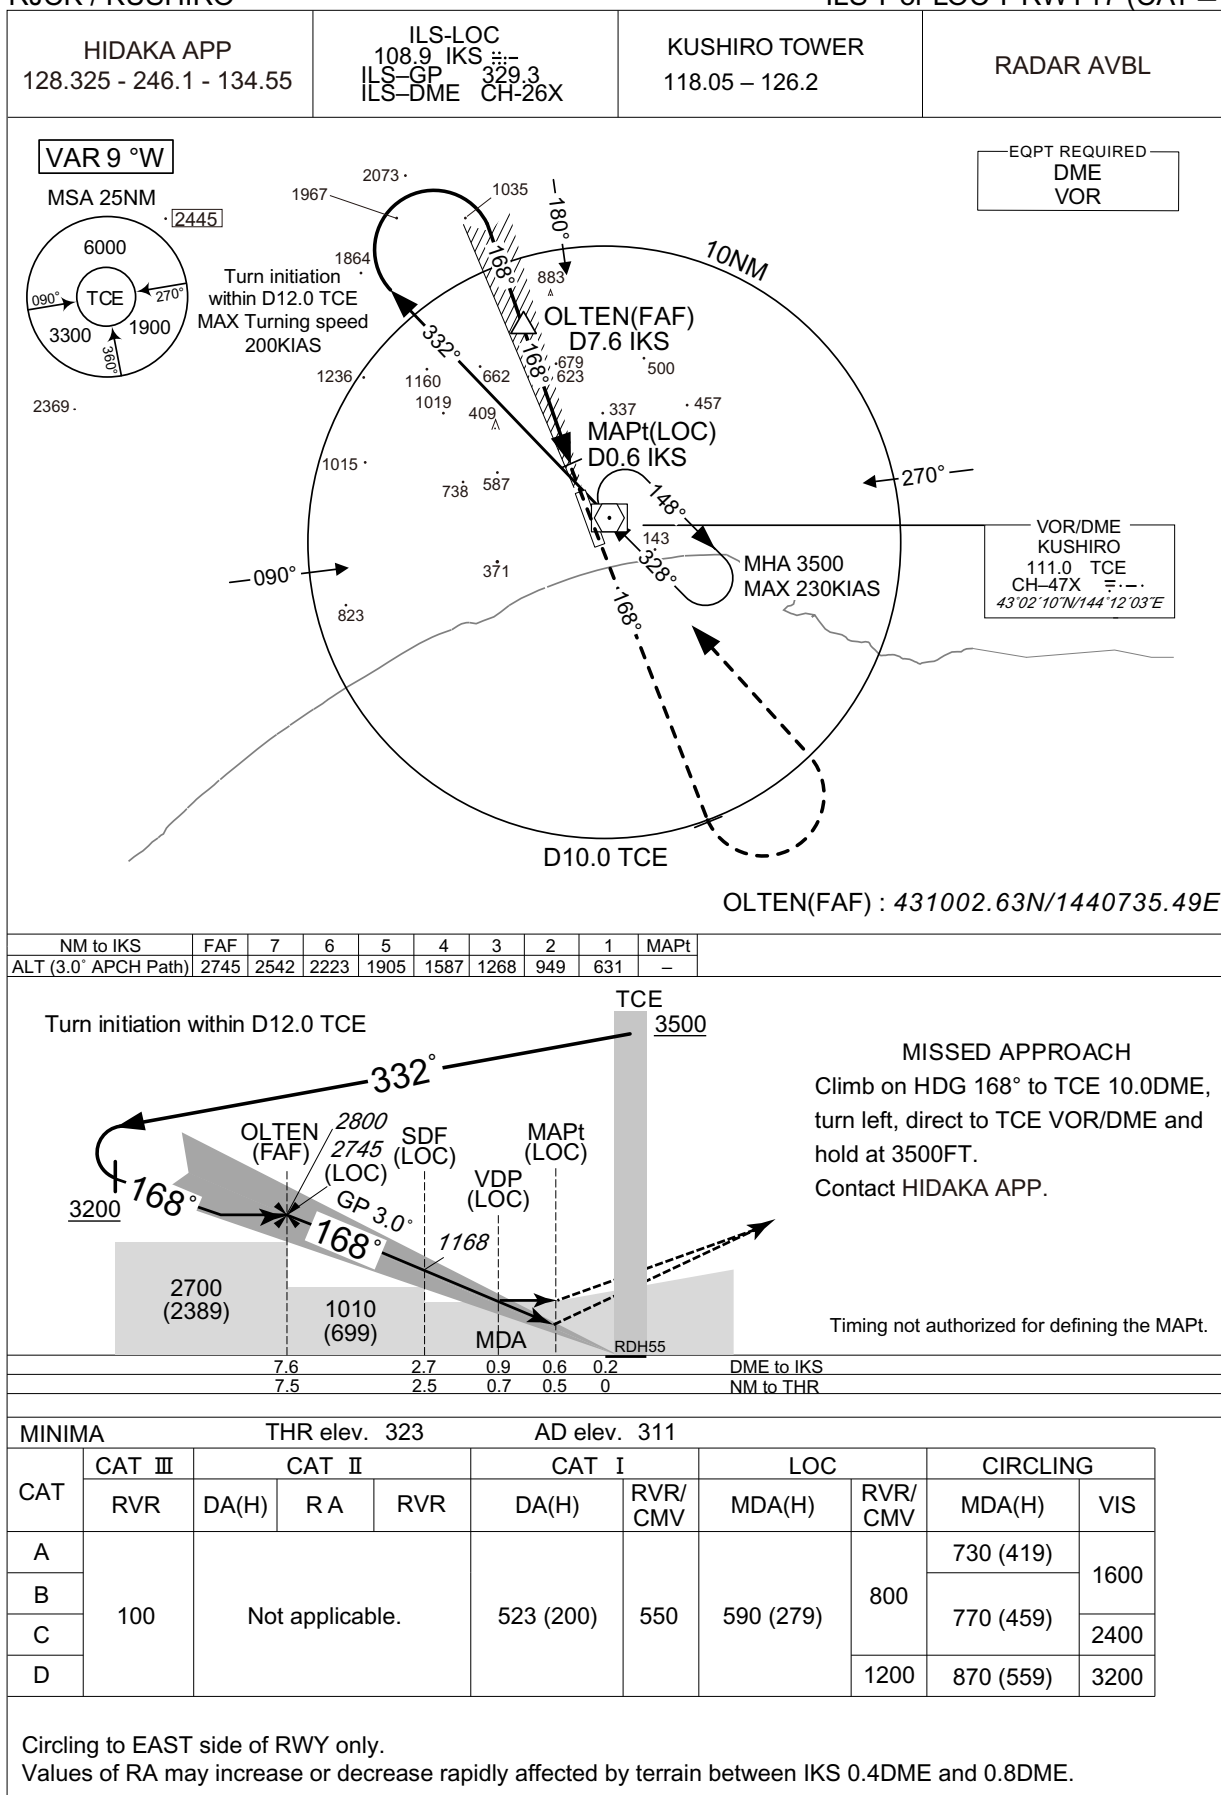 HIDAKA APP
128.325 - 246.1 - 134.55
ILS-LOC
108.9 IKS
ILS–GP 329.3
ILS–DME CH-26X
KUSHIRO TOWER
118.05 – 126.2
RADAR AVBL
VAR 9 °W
EQPT REQUIRED
DME
VOR
MSA 25NM
6000
TCE
090°
270°
3300
1900
360°
2445
2073
1967
1035
1864
180°
168°
10NM
883
Turn initiation
within D12.0 TCE
MAX Turning speed
200KIAS
OLTEN(FAF)
D7.6 IKS
332°
168°
679
623
500
1236
1160
662
1019
409
337
457
2369
MAPt(LOC)
D0.6 IKS
1015
738
587
148°
270°
VOR/DME
KUSHIRO
111.0 TCE
CH–47X
43°02´10˝N/144°12´03˝E
143
328°
MHA 3500
MAX 230KIAS
090°
371
168°
823
D10.0 TCE
OLTEN(FAF) : 431002.63N/1440735.49E
NM to IKS FAF 7 6 5 4 3 2 1 MAPt
ALT (3.0° APCH Path) 2745 2542 2223 1905 1587 1268 949 631 –
Turn initiation within D12.0 TCE
TCE
3500
332°
MISSED APPROACH
Climb on HDG 168° to TCE 10.0DME,
turn left, direct to TCE VOR/DME and
hold at 3500FT.
Contact HIDAKA APP.
OLTEN
(FAF)
2800
2745
(LOC)
SDF
(LOC)
VDP
(LOC)
MAPt
(LOC)
3200
168°
GP 3.0°
168°
1168
2700
(2389)
1010
(699)
MDA
RDH55
Timing not authorized for defining the MAPt.
7.6 2.7 0.9 0.6 0.2 DME to IKS
7.5 2.5 0.7 0.5 0 NM to THR
MINIMA THR elev. 323 AD elev. 311
CAT CAT Ⅲ CAT Ⅱ CAT Ⅰ LOC CIRCLING
RVR DA(H) R A RVR DA(H) RVR/CMV MDA(H) RVR/CMV MDA(H) VIS
A 730 (419)
1600
B
100 Not applicable. 523 (200) 550 590 (279) 800 770 (459)
C 2400
D 1200 870 (559) 3200
Circling to EAST side of RWY only.
Values of RA may increase or decrease rapidly affected by terrain between IKS 0.4DME and 0.8DME.